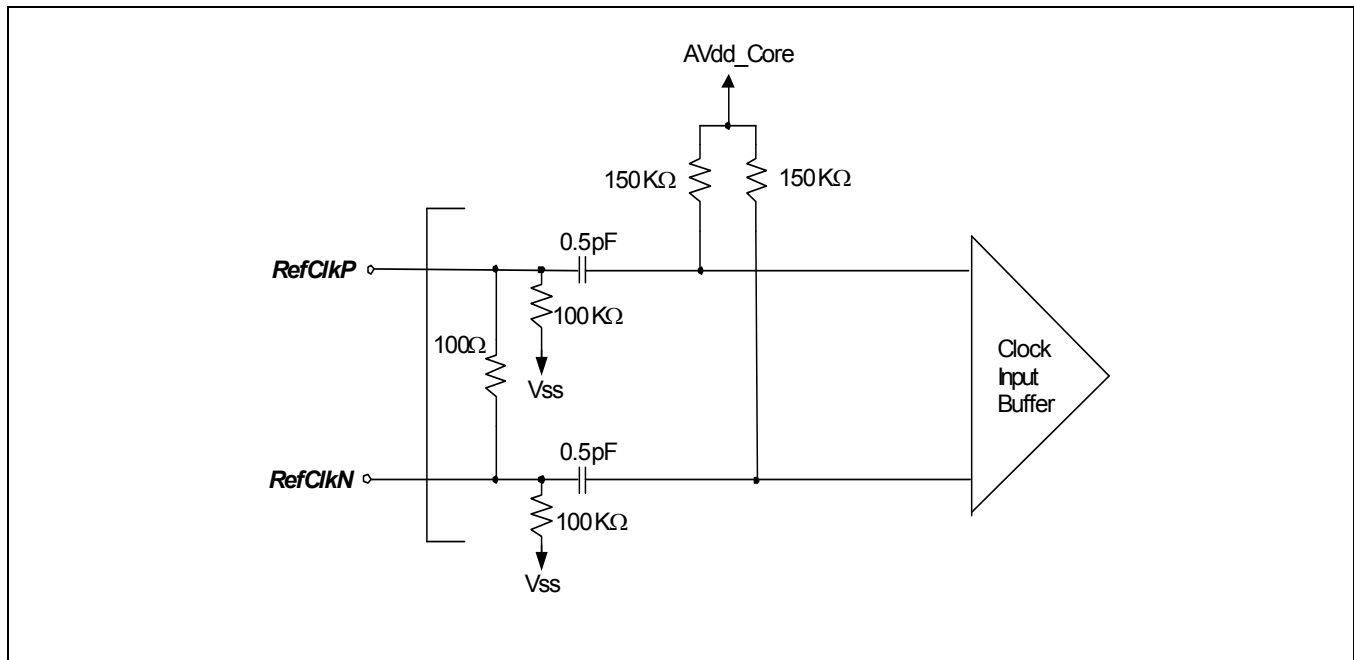 AVdd_Core
150KΩ
150KΩ
0.5pF
RefClkP
100KΩ
100Ω
Vss
Clock
Input
Buffer
0.5pF
RefClkN
100KΩ
Vss